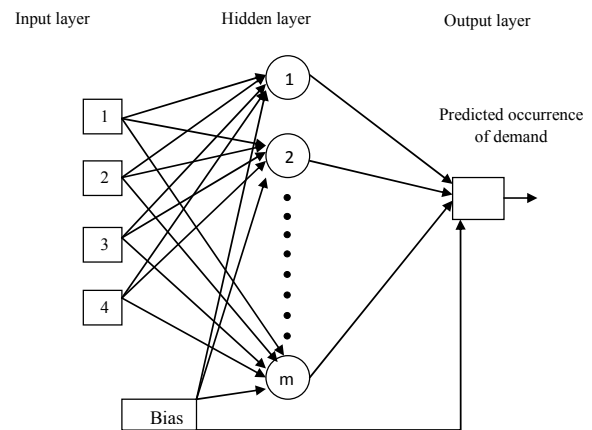 Input layer
Hidden layer
Output layer
1
2
3
4
Bias
1
2
m
Predicted occurrence
of demand